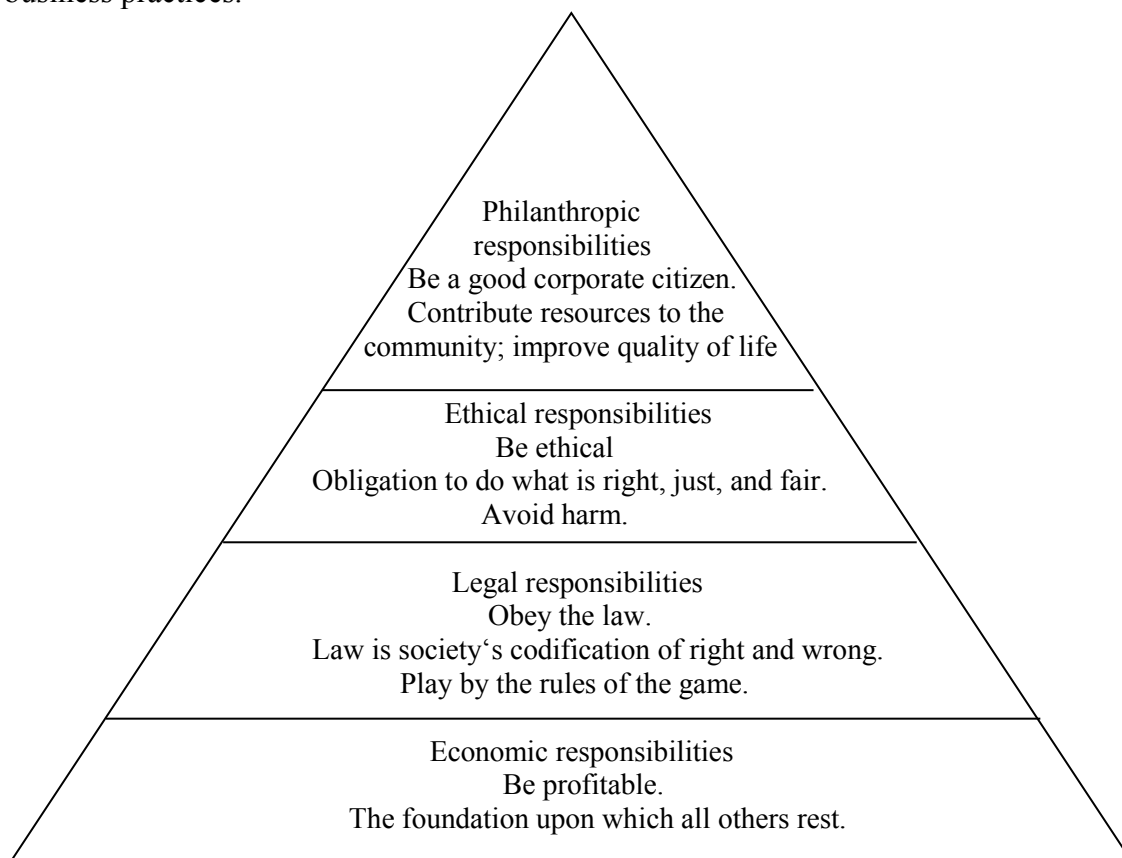 business practices.
Philanthropic
responsibilities
Be a good corporate citizen.
Contribute resources to the
community; improve quality of life
Ethical responsibilities
Be ethical
Obligation to do what is right, just, and fair.
Avoid harm.
Legal responsibilities
Obey the law.
Law is society‘s codification of right and wrong.
Play by the rules of the game.
Economic responsibilities
Be profitable.
The foundation upon which all others rest.